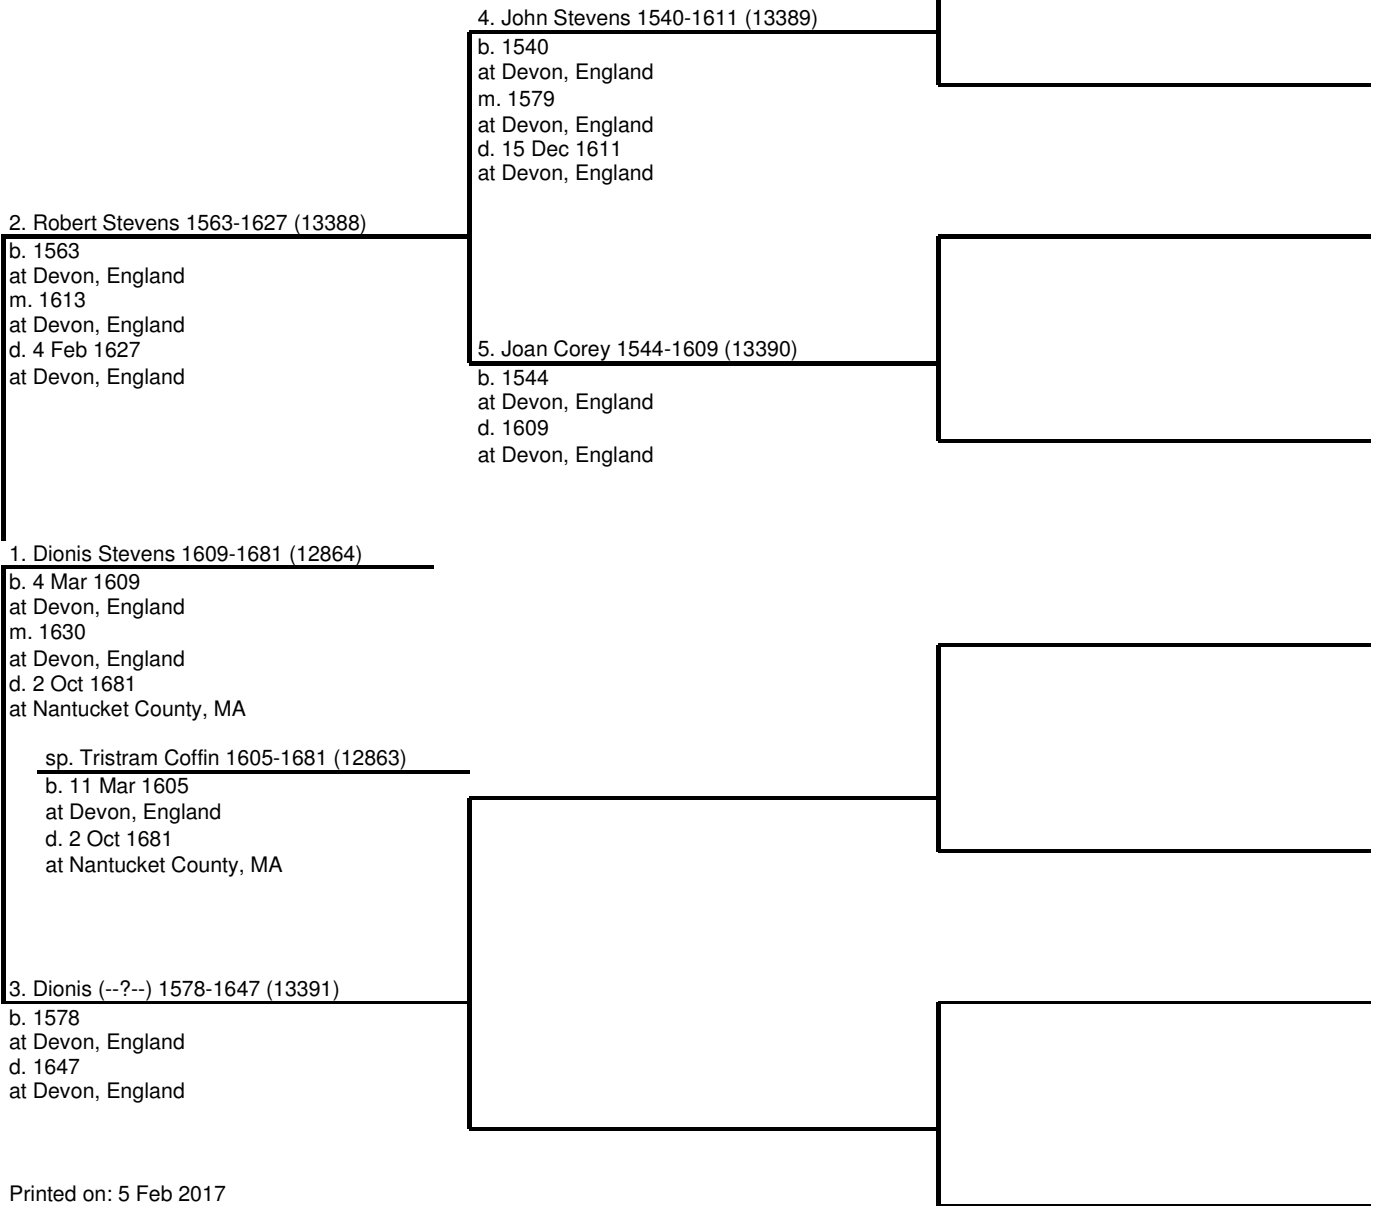 4. John Stevens 1540-1611 (13389)
b. 1540
at Devon, England
m. 1579
at Devon, England
d. 15 Dec 1611
at Devon, England
2. Robert Stevens 1563-1627 (13388)
b. 1563
at Devon, England
m. 1613
at Devon, England
d. 4 Feb 1627
at Devon, England
5. Joan Corey 1544-1609 (13390)
b. 1544
at Devon, England
d. 1609
at Devon, England
1. Dionis Stevens 1609-1681 (12864)
b. 4 Mar 1609
at Devon, England
m. 1630
at Devon, England
d. 2 Oct 1681
at Nantucket County, MA
sp. Tristram Coffin 1605-1681 (12863)
b. 11 Mar 1605
at Devon, England
d. 2 Oct 1681
at Nantucket County, MA
3. Dionis (--?--) 1578-1647 (13391)
b. 1578
at Devon, England
d. 1647
at Devon, England
Printed on: 5 Feb 2017